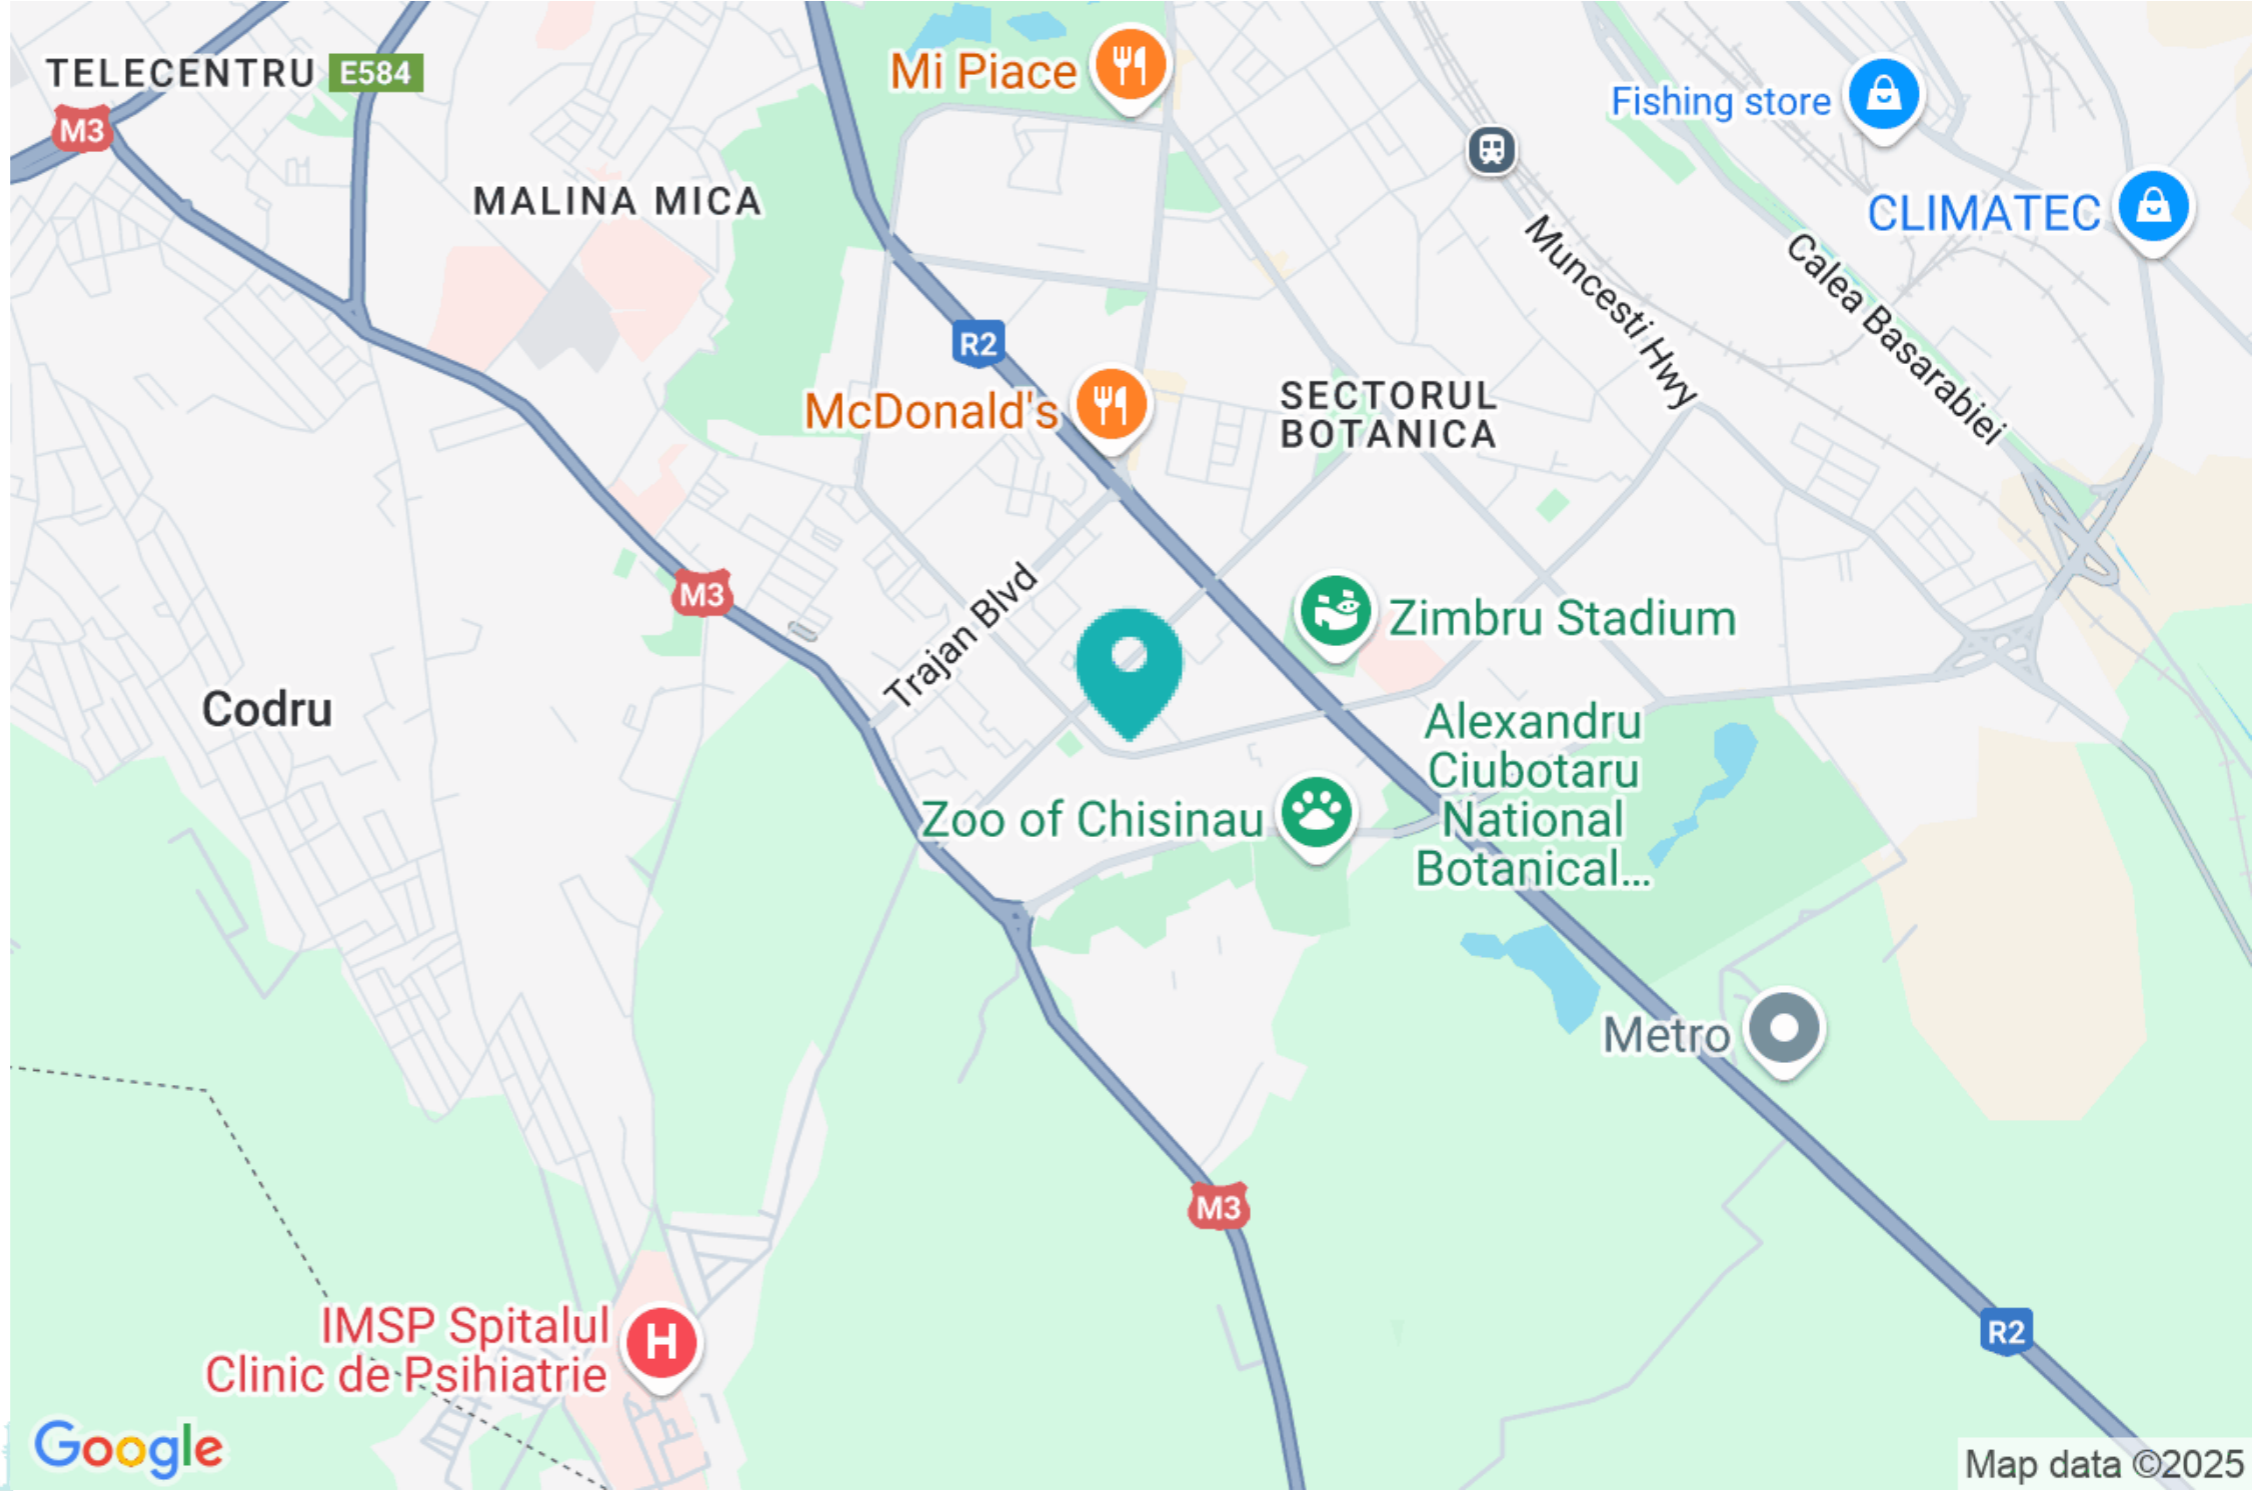 TELECENTRU
E584
M3
MALINA MICA
Mi Piace
Fishing store
CLIMATEC
Muncesti Hwy
Calea Basarabiei
R2
McDonald's
SECTORUL
BOTANICA
M3
Trajan Blvd
Zimbru Stadium
Codru
Alexandru
Ciubotaru
National
Botanical...
Zoo of Chisinau
Metro
M3
IMSP Spitalul
Clinic de Psihiatrie
H
R2
Google
Map data ©2025